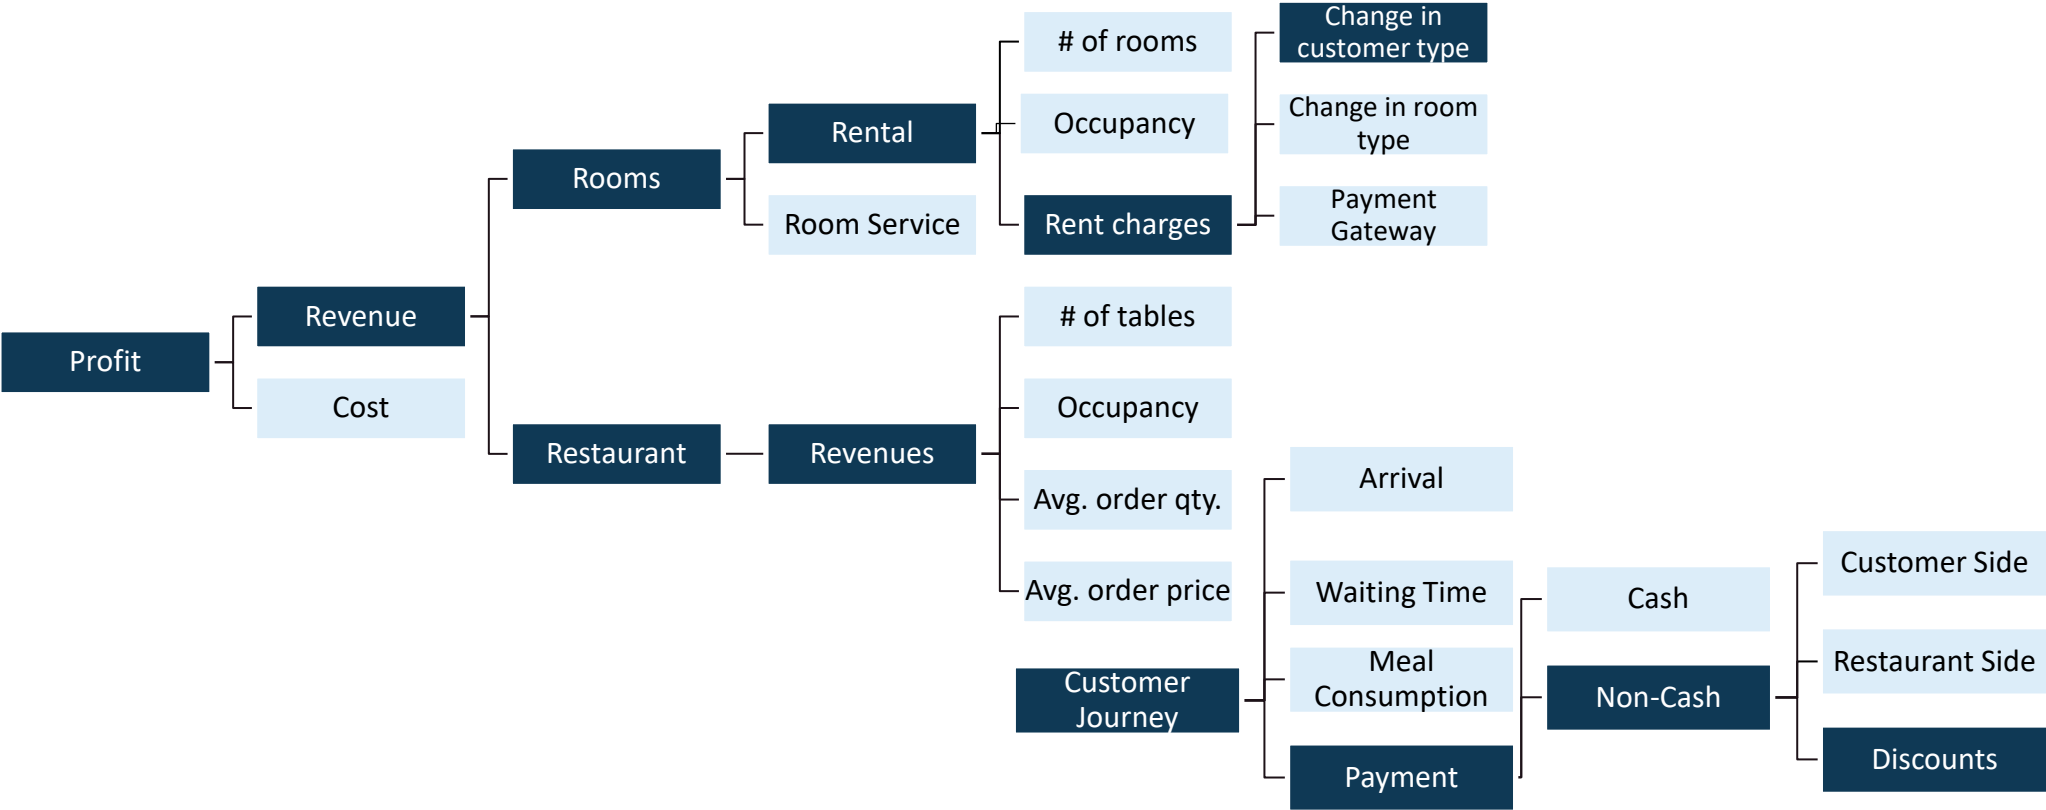 Profit
Revenue
Cost
Rooms
Restaurant
Rental
Room Service
Revenues
# of rooms
Occupancy
Rent charges
Change in
customer type
Change in room
type
Payment
Gateway
# of tables
Occupancy
Avg. order qty.
Avg. order price
Customer
Journey
Arrival
Waiting Time
Meal
Consumption
Payment
Cash
Non-Cash
Customer Side
Restaurant Side
Discounts